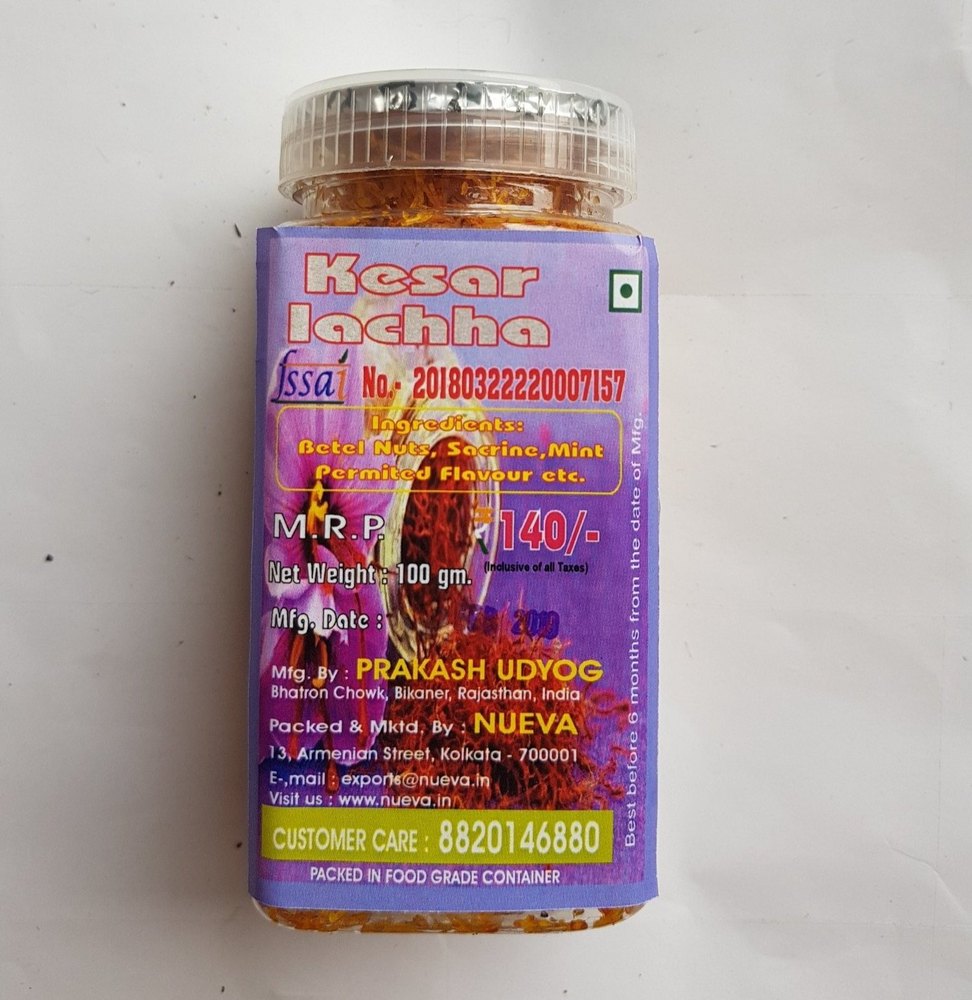 Kesar
lachha
fssai No.- 20180322220007157
Ingredients:
Betel Nuts, Sacrine,Mint
Permited Flavour etc.
M.R.P. ₹ 140/-
(Inclusive of all Taxes)
Net Weight : 100 gm.
Mfg. Date : 2019
Mfg. By : PRAKASH UDYOG
Bhatron Chowk, Bikaner, Rajasthan, India
Packed & Mktd. By : NUEVA
13, Armenian Street, Kolkata - 700001
E-,mail : exports@nueva.in
Visit us : www.nueva.in
CUSTOMER CARE : 8820146880
PACKED IN FOOD GRADE CONTAINER
Best before 6 months from the date of Mfg.